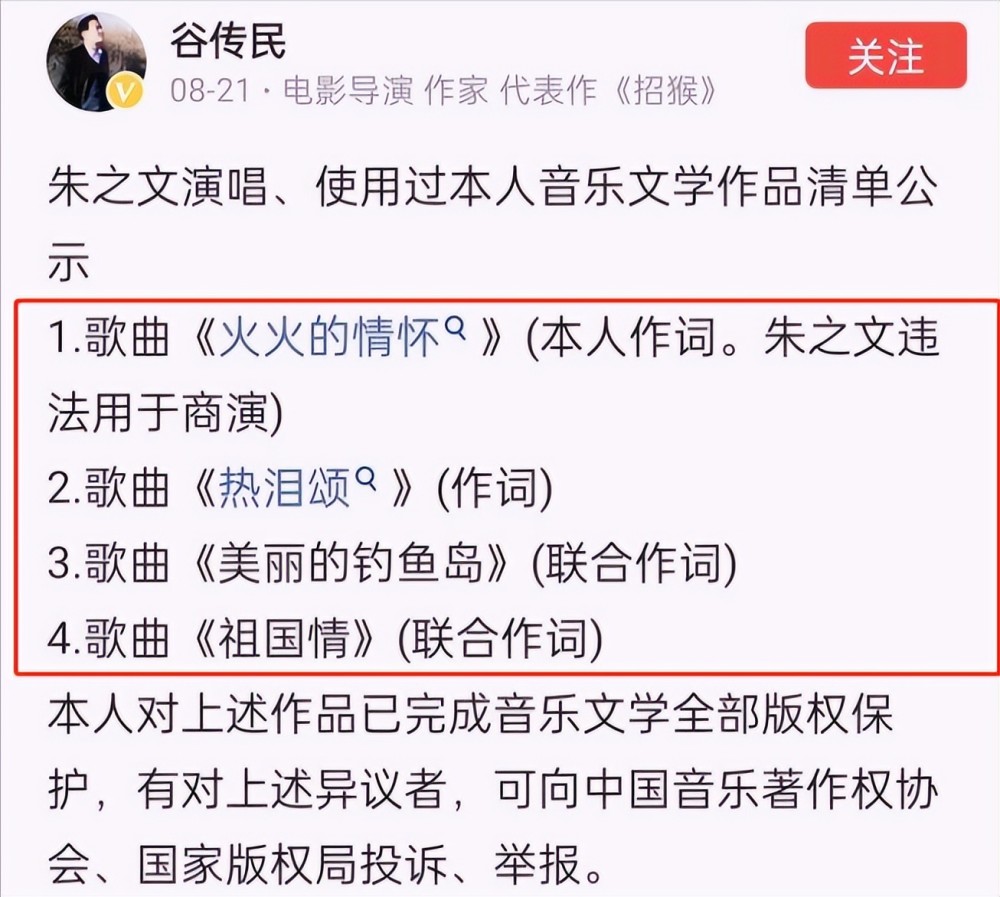 谷传民
关注
08-21·电影导演 作家 代表作《招猴》
朱之文演唱、使用过本人音乐文学作品清单公
示
1.歌曲《火火的情怀》(本人作词。朱之文违
法用于商演)
2.歌曲《热泪颂》(作词)
3.歌曲《美丽的钓鱼岛》(联合作词)
4.歌曲《祖国情》(联合作词)
本人对上述作品已完成音乐文学全部版权保
护，有对上述异议者，可向中国音乐著作权协
会、国家版权局投诉、举报。